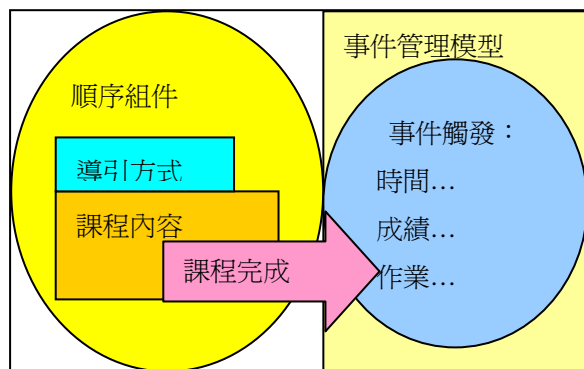 順序組件
導引方式
課程內容
課程完成
事件管理模型
事件觸發：
時間…
成績…
作業…